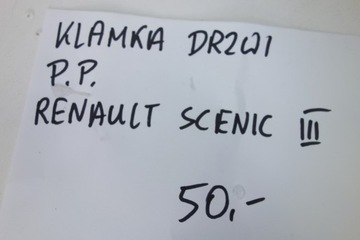 KLAMKA DRZWI
P.P.
RENAULT SCENIC III
50,-